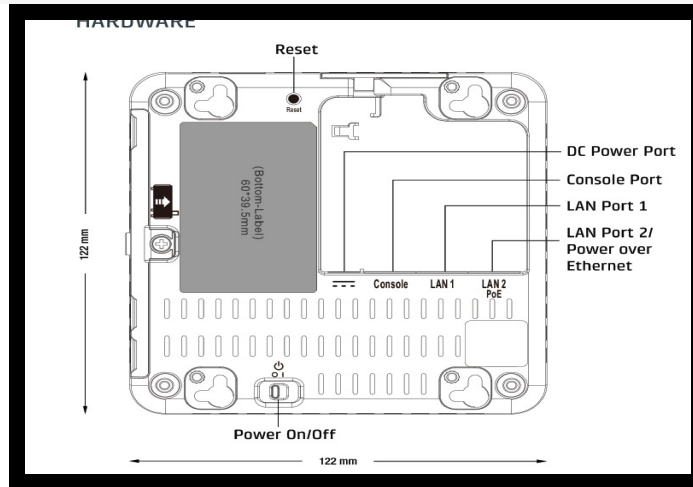 HARDWARE
Reset
Reset
DC Power Port
Console Port
LAN Port 1
LAN Port 2/
Power over
Ethernet
(Bottom-Label)
60*39.5mm
122 mm
Console
LAN 1
LAN 2
PoE
Power On/Off
122 mm